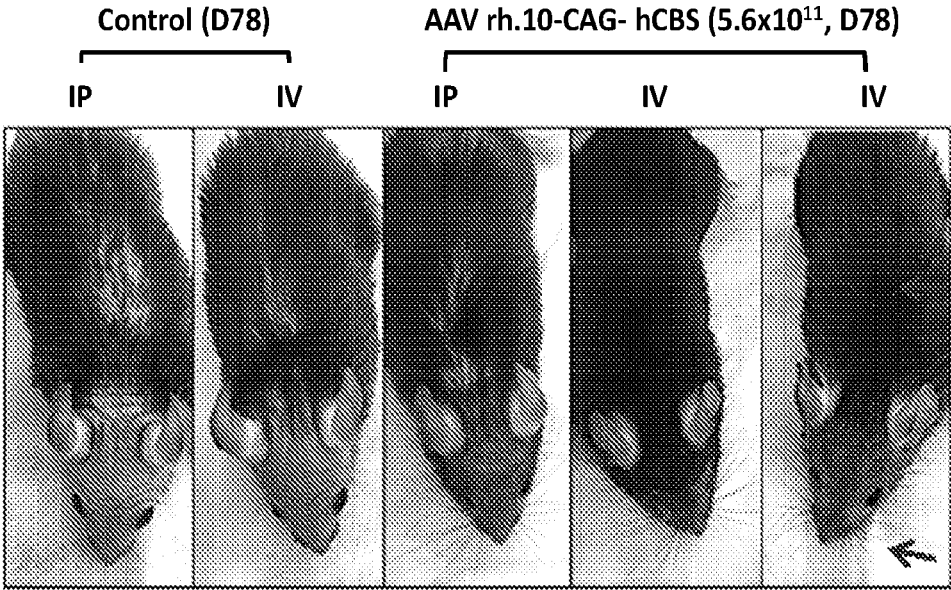 Control (D78) AAV rh.10-CAG- hCBS (5.6x10¹¹, D78)
IP IV IP IV IV